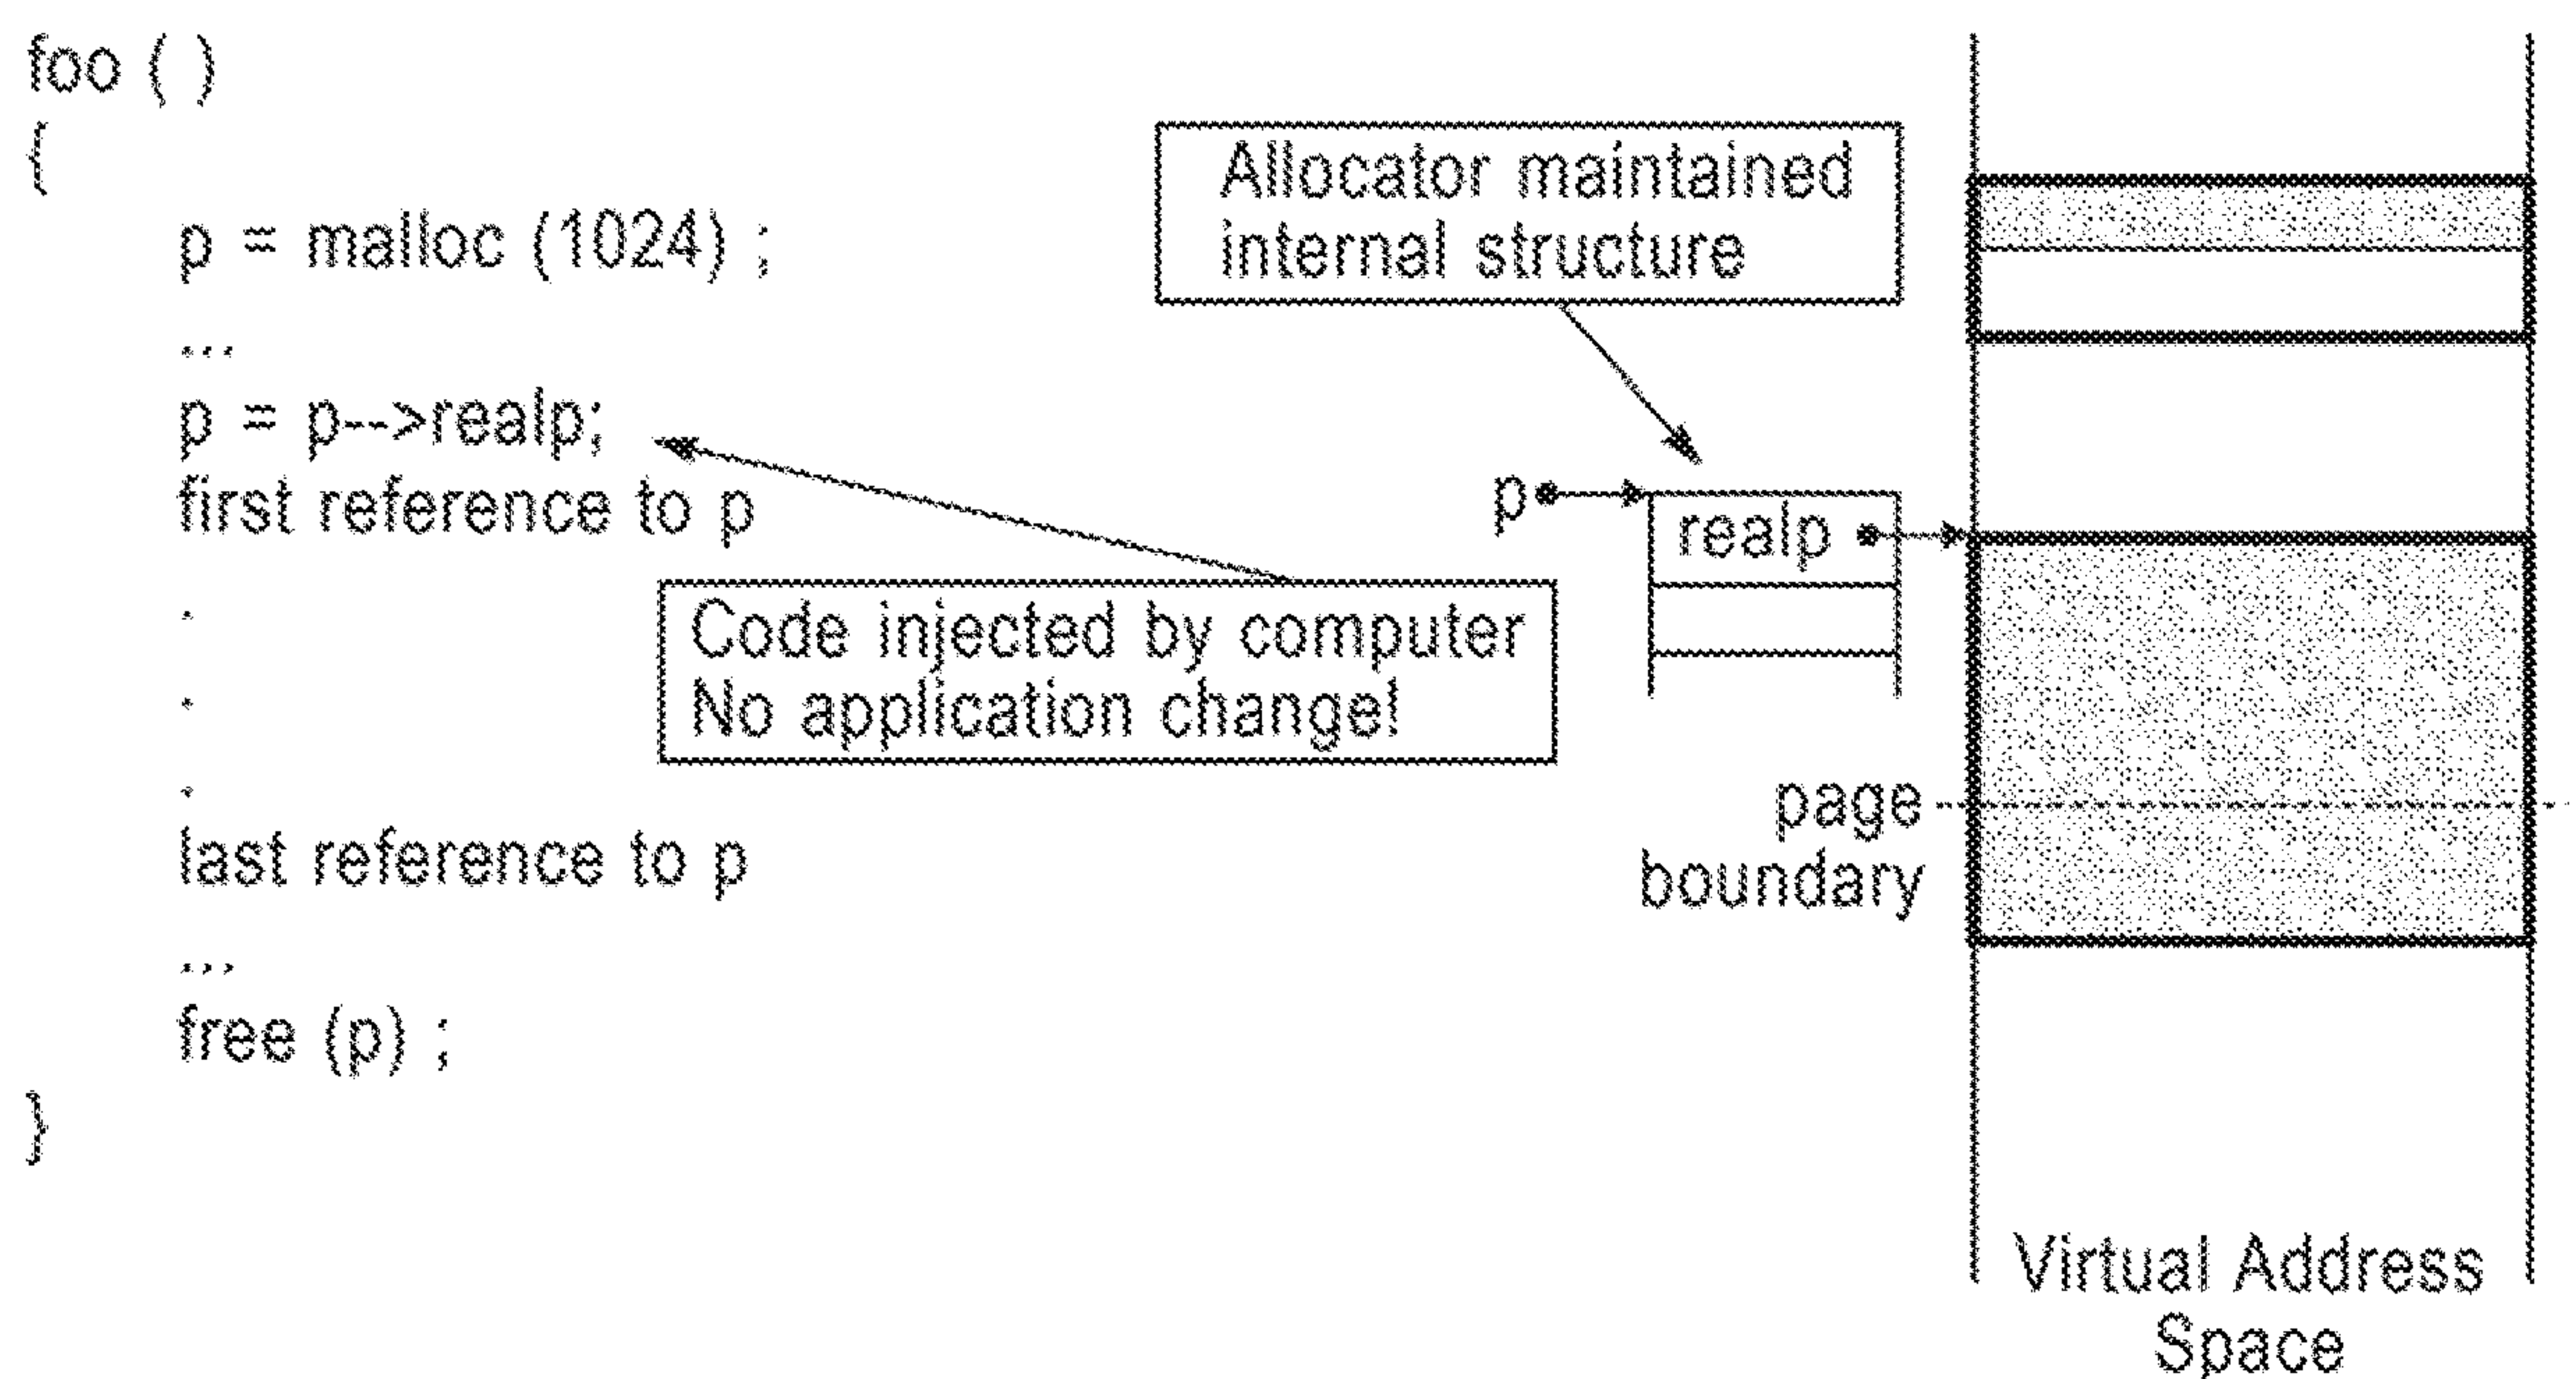 foo ( )
{
p = malloc (1024) ;
...
p = p-->realp;
first reference to p
.
.
.
last reference to p
...
free (p) ;
}
Allocator maintained
internal structure
Code injected by computer
No application change!
p
realp
page
boundary
Virtual Address
Space